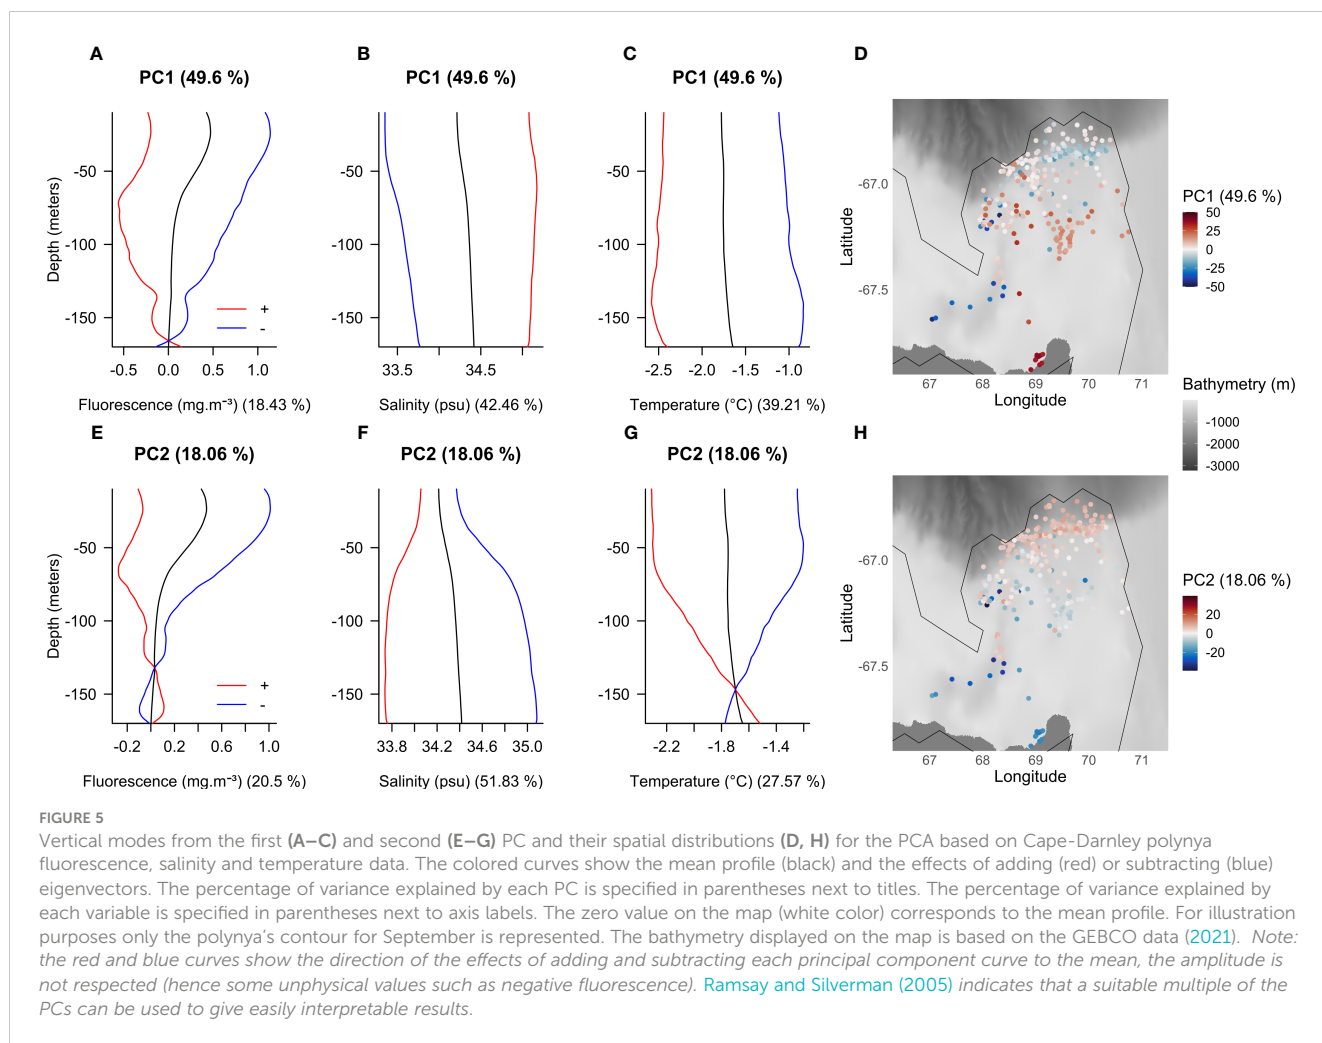 A
B
C
D
PC1 (49.6 %)
PC1 (49.6 %)
PC1 (49.6 %)
Depth (meters)
-50
-100
-150
+
-
-0.5 0.0 0.5 1.0
Fluorescence (mg.m⁻³) (18.43 %)
-50
-100
-150
33.5 34.5
Salinity (psu) (42.46 %)
-50
-100
-150
-2.5 -2.0 -1.5 -1.0
Temperature (°C) (39.21 %)
Latitude
-67.0
-67.5
67 68 69 70 71
Longitude
PC1 (49.6 %)
50
25
0
-25
-50
Bathymetry (m)
-1000
-2000
-3000
E
F
G
H
PC2 (18.06 %)
PC2 (18.06 %)
PC2 (18.06 %)
Depth (meters)
-50
-100
-150
+
-
-0.2 0.2 0.6 1.0
Fluorescence (mg.m⁻³) (20.5 %)
-50
-100
-150
33.8 34.2 34.6 35.0
Salinity (psu) (51.83 %)
-50
-100
-150
-2.2 -1.8 -1.4
Temperature (°C) (27.57 %)
Latitude
-67.0
-67.5
67 68 69 70 71
Longitude
PC2 (18.06 %)
20
0
-20
FIGURE 5
Vertical modes from the first (A–C) and second (E–G) PC and their spatial distributions (D, H) for the PCA based on Cape-Darnley polynya
fluorescence, salinity and temperature data. The colored curves show the mean profile (black) and the effects of adding (red) or subtracting (blue)
eigenvectors. The percentage of variance explained by each PC is specified in parentheses next to titles. The percentage of variance explained by
each variable is specified in parentheses next to axis labels. The zero value on the map (white color) corresponds to the mean profile. For illustration
purposes only the polynya's contour for September is represented. The bathymetry displayed on the map is based on the GEBCO data (2021). Note:
the red and blue curves show the direction of the effects of adding and subtracting each principal component curve to the mean, the amplitude is
not respected (hence some unphysical values such as negative fluorescence). Ramsay and Silverman (2005) indicates that a suitable multiple of the
PCs can be used to give easily interpretable results.